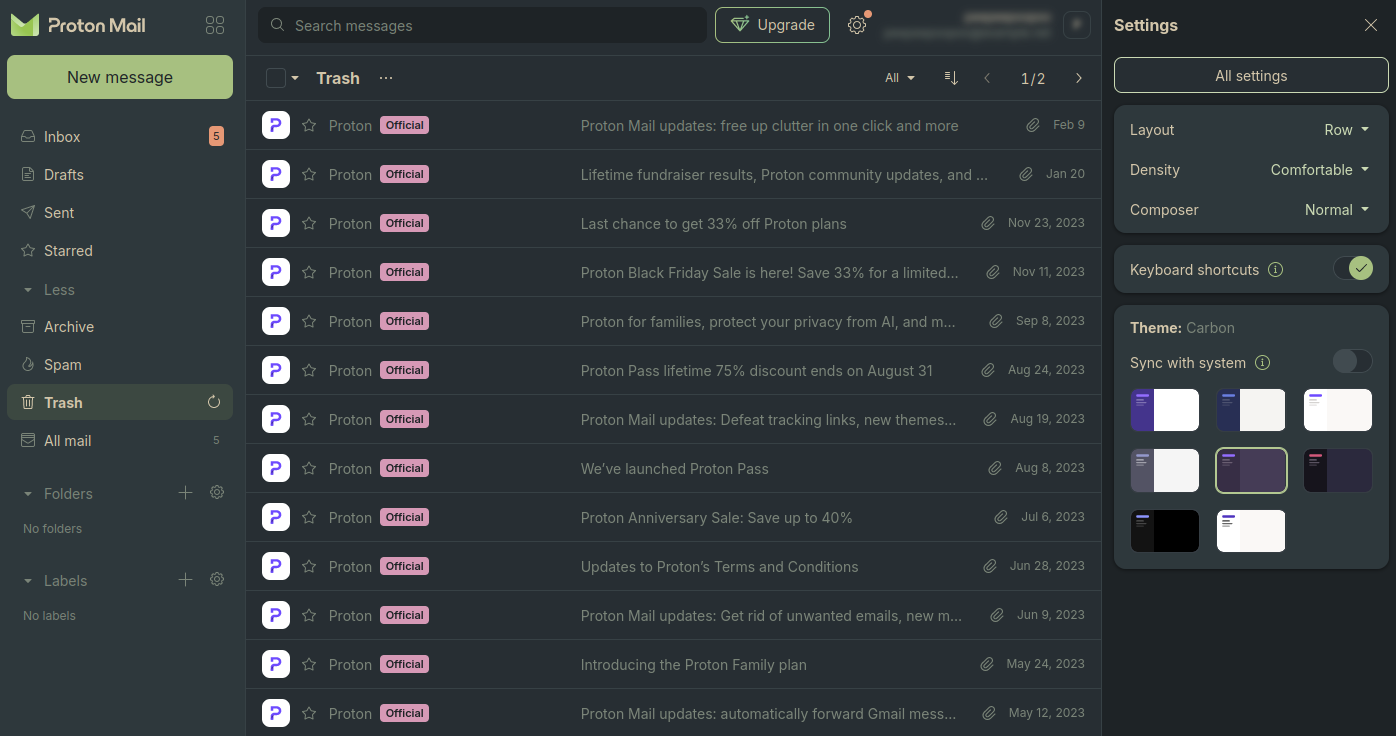 Proton Mail
New message
Inbox 5
Drafts
Sent
Starred
Less
Archive
Spam
Trash
All mail 5
Folders
No folders
Labels
No labels
Search messages
Upgrade
Trash ... All 1/2
Proton Official Proton Mail updates: free up clutter in one click and more Feb 9
Proton Official Lifetime fundraiser results, Proton community updates, and ... Jan 20
Proton Official Last chance to get 33% off Proton plans Nov 23, 2023
Proton Official Proton Black Friday Sale is here! Save 33% for a limited... Nov 11, 2023
Proton Official Proton for families, protect your privacy from AI, and m... Sep 8, 2023
Proton Official Proton Pass lifetime 75% discount ends on August 31 Aug 24, 2023
Proton Official Proton Mail updates: Defeat tracking links, new themes... Aug 19, 2023
Proton Official We've launched Proton Pass Aug 8, 2023
Proton Official Proton Anniversary Sale: Save up to 40% Jul 6, 2023
Proton Official Updates to Proton's Terms and Conditions Jun 28, 2023
Proton Official Proton Mail updates: Get rid of unwanted emails, new m... Jun 9, 2023
Proton Official Introducing the Proton Family plan May 24, 2023
Proton Official Proton Mail updates: automatically forward Gmail mess... May 12, 2023
Settings
All settings
Layout Row
Density Comfortable
Composer Normal
Keyboard shortcuts
Theme: Carbon
Sync with system